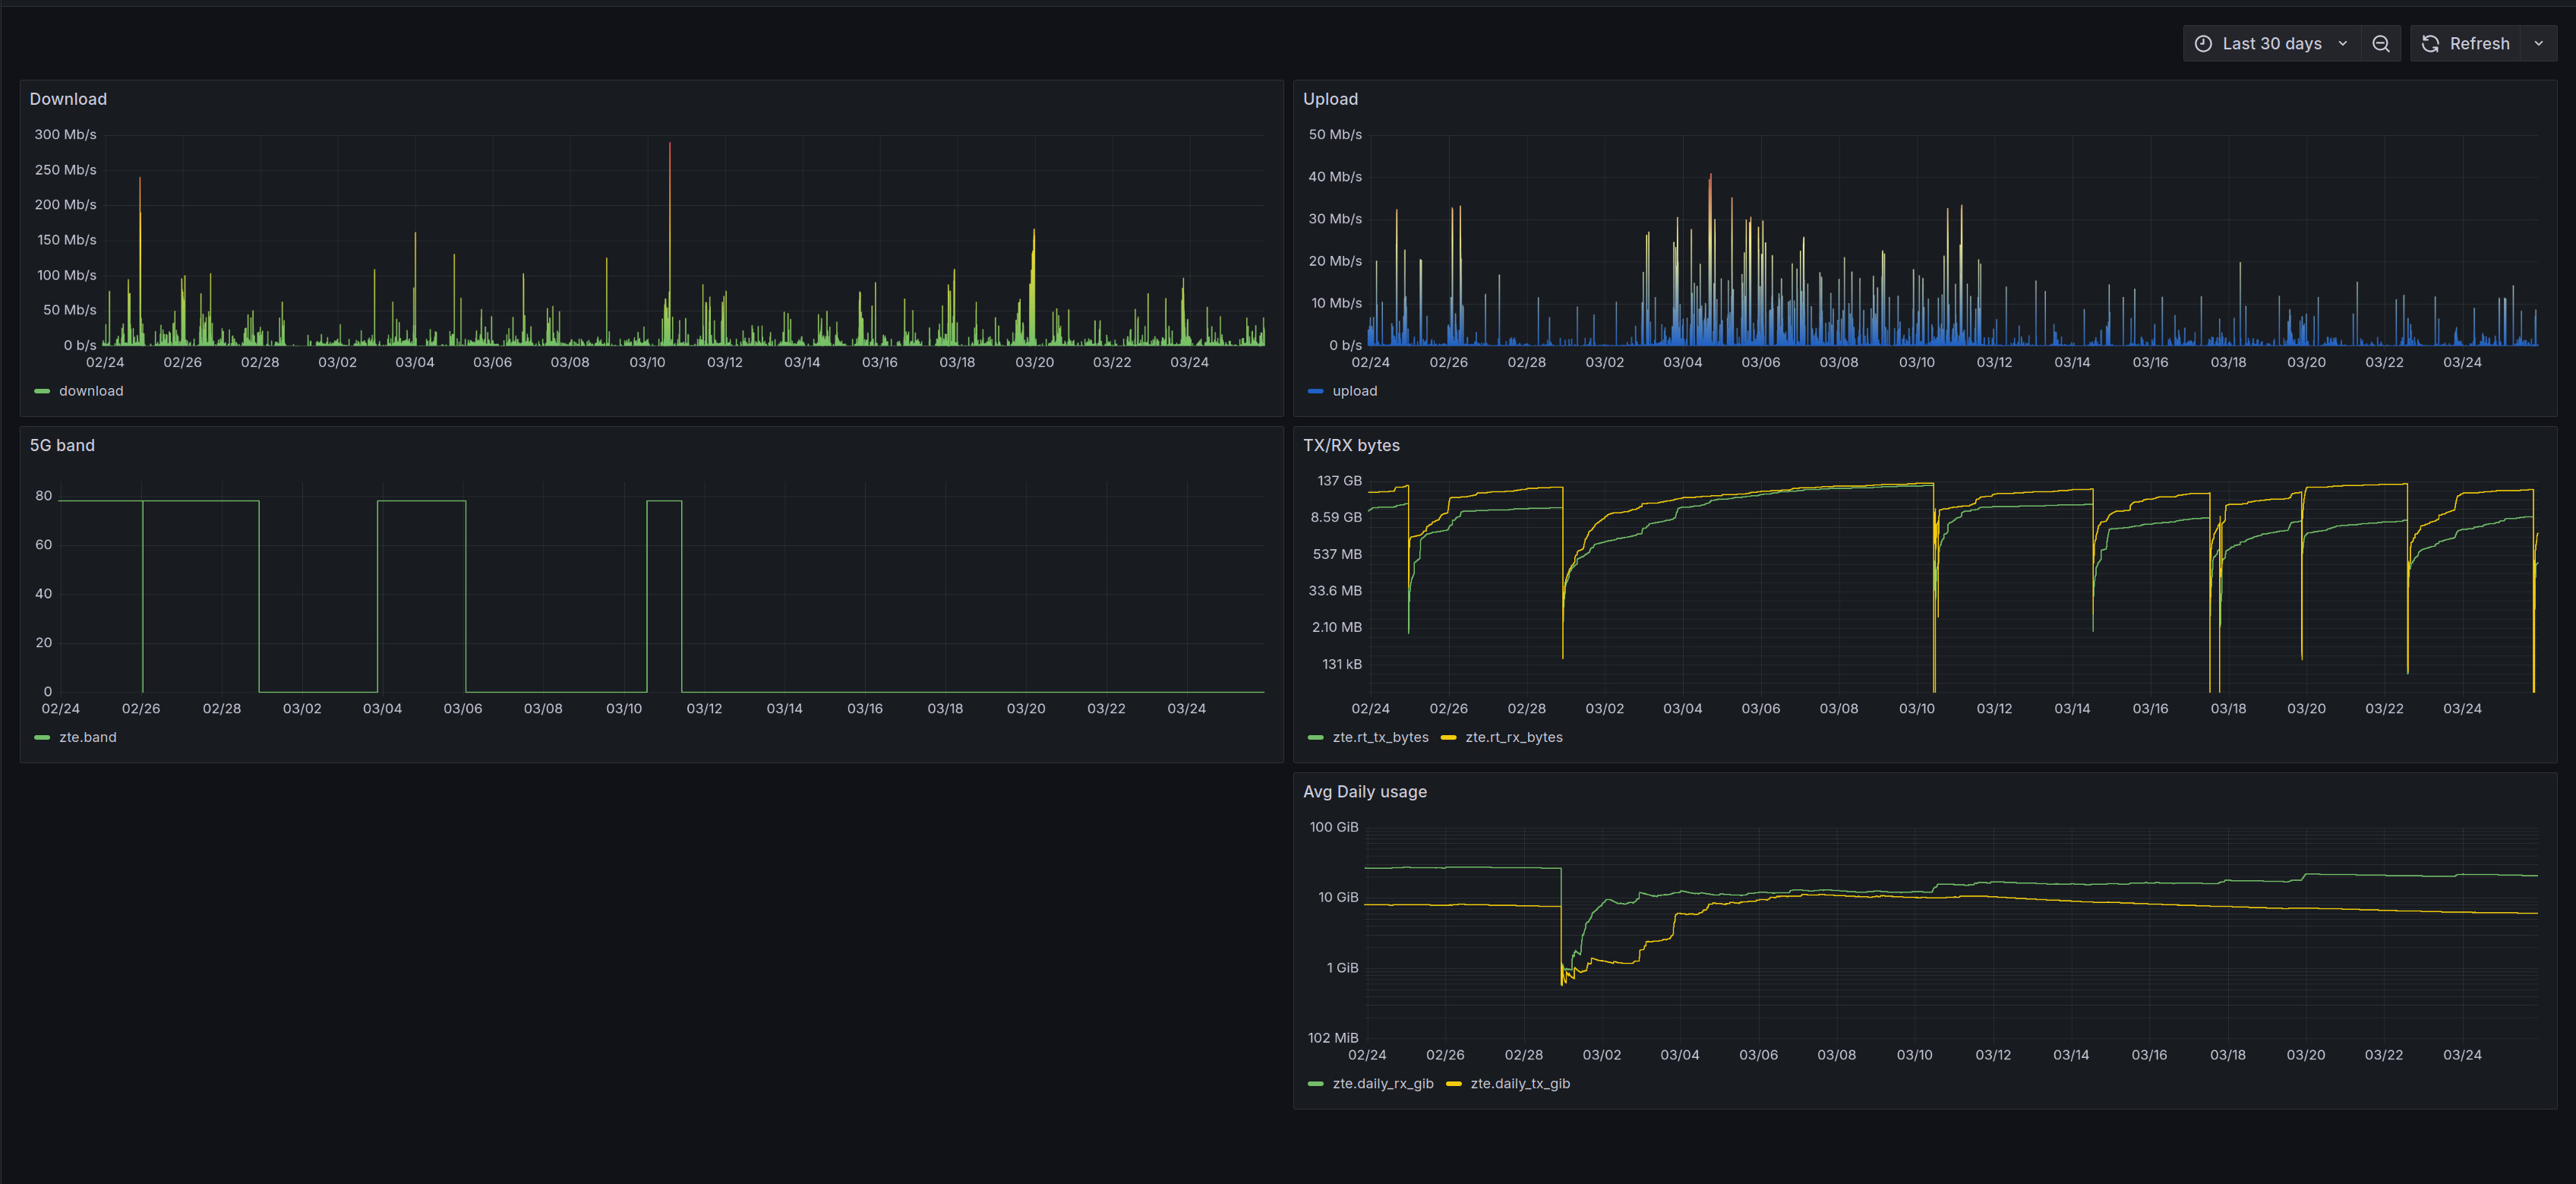 Last 30 days Refresh
Download
300 Mb/s
250 Mb/s
200 Mb/s
150 Mb/s
100 Mb/s
50 Mb/s
0 b/s
02/24 02/26 02/28 03/02 03/04 03/06 03/08 03/10 03/12 03/14 03/16 03/18 03/20 03/22 03/24
download
Upload
50 Mb/s
40 Mb/s
30 Mb/s
20 Mb/s
10 Mb/s
0 b/s
02/24 02/26 02/28 03/02 03/04 03/06 03/08 03/10 03/12 03/14 03/16 03/18 03/20 03/22 03/24
upload
5G band
80
60
40
20
0
02/24 02/26 02/28 03/02 03/04 03/06 03/08 03/10 03/12 03/14 03/16 03/18 03/20 03/22 03/24
zte.band
TX/RX bytes
137 GB
8.59 GB
537 MB
33.6 MB
2.10 MB
131 kB
02/24 02/26 02/28 03/02 03/04 03/06 03/08 03/10 03/12 03/14 03/16 03/18 03/20 03/22 03/24
zte.rt_tx_bytes zte.rt_rx_bytes
Avg Daily usage
100 GiB
10 GiB
1 GiB
102 MiB
02/24 02/26 02/28 03/02 03/04 03/06 03/08 03/10 03/12 03/14 03/16 03/18 03/20 03/22 03/24
zte.daily_rx_gib zte.daily_tx_gib